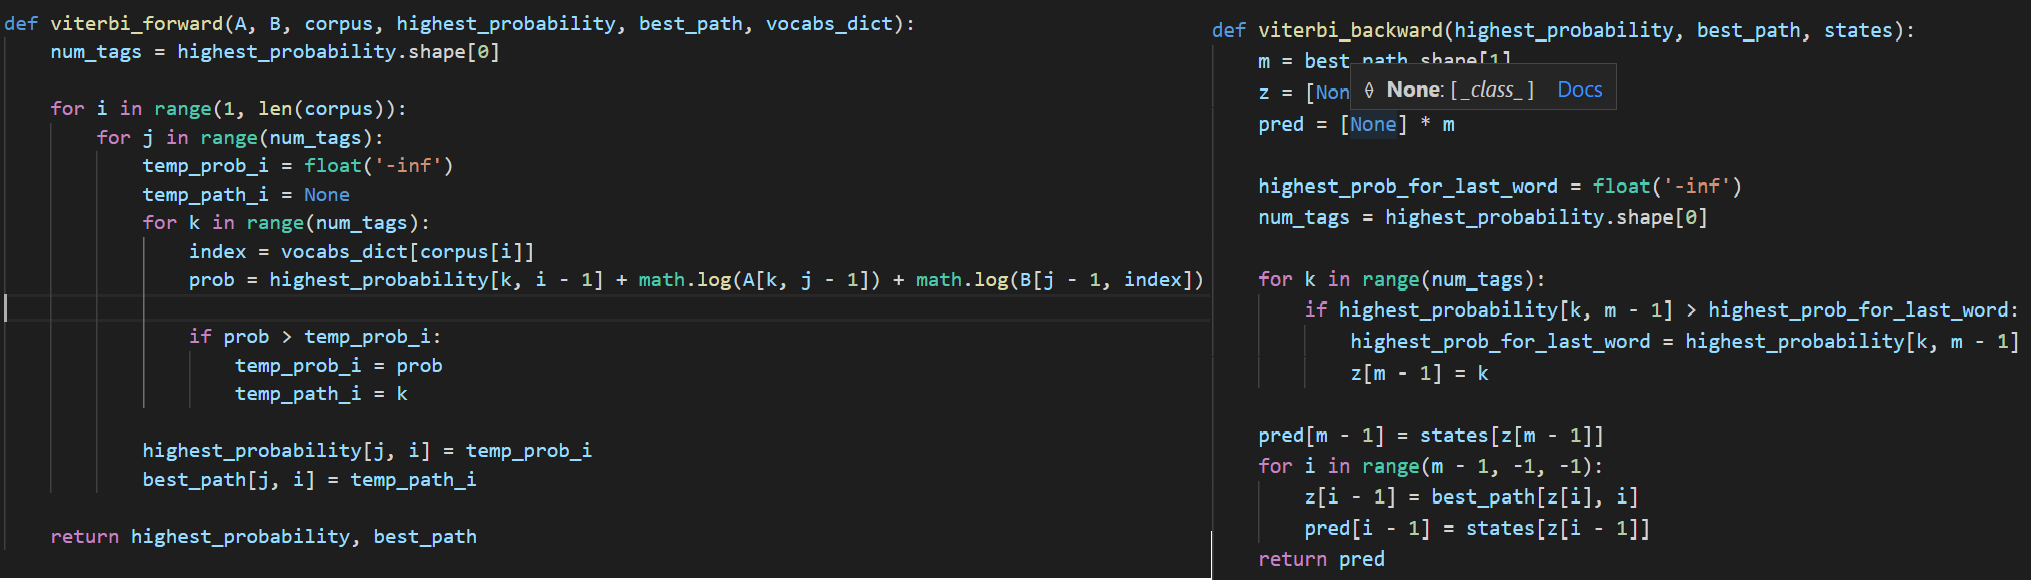 def viterbi_forward(A, B, corpus, highest_probability, best_path, vocabs_dict):
    num_tags = highest_probability.shape[0]

    for i in range(1, len(corpus)):
        for j in range(num_tags):
            temp_prob_i = float('-inf')
            temp_path_i = None
            for k in range(num_tags):
                index = vocabs_dict[corpus[i]]
                prob = highest_probability[k, i - 1] + math.log(A[k, j - 1]) + math.log(B[j - 1, index])

                if prob > temp_prob_i:
                    temp_prob_i = prob
                    temp_path_i = k

            highest_probability[j, i] = temp_prob_i
            best_path[j, i] = temp_path_i

    return highest_probability, best_path

def viterbi_backward(highest_probability, best_path, states):
    m = best_path.shape[1]
    z = [Non
None: [_class_] Docs
    pred = [None] * m

    highest_prob_for_last_word = float('-inf')
    num_tags = highest_probability.shape[0]

    for k in range(num_tags):
        if highest_probability[k, m - 1] > highest_prob_for_last_word:
            highest_prob_for_last_word = highest_probability[k, m - 1]
            z[m - 1] = k

    pred[m - 1] = states[z[m - 1]]
    for i in range(m - 1, -1, -1):
        z[i - 1] = best_path[z[i], i]
        pred[i - 1] = states[z[i - 1]]
    return pred